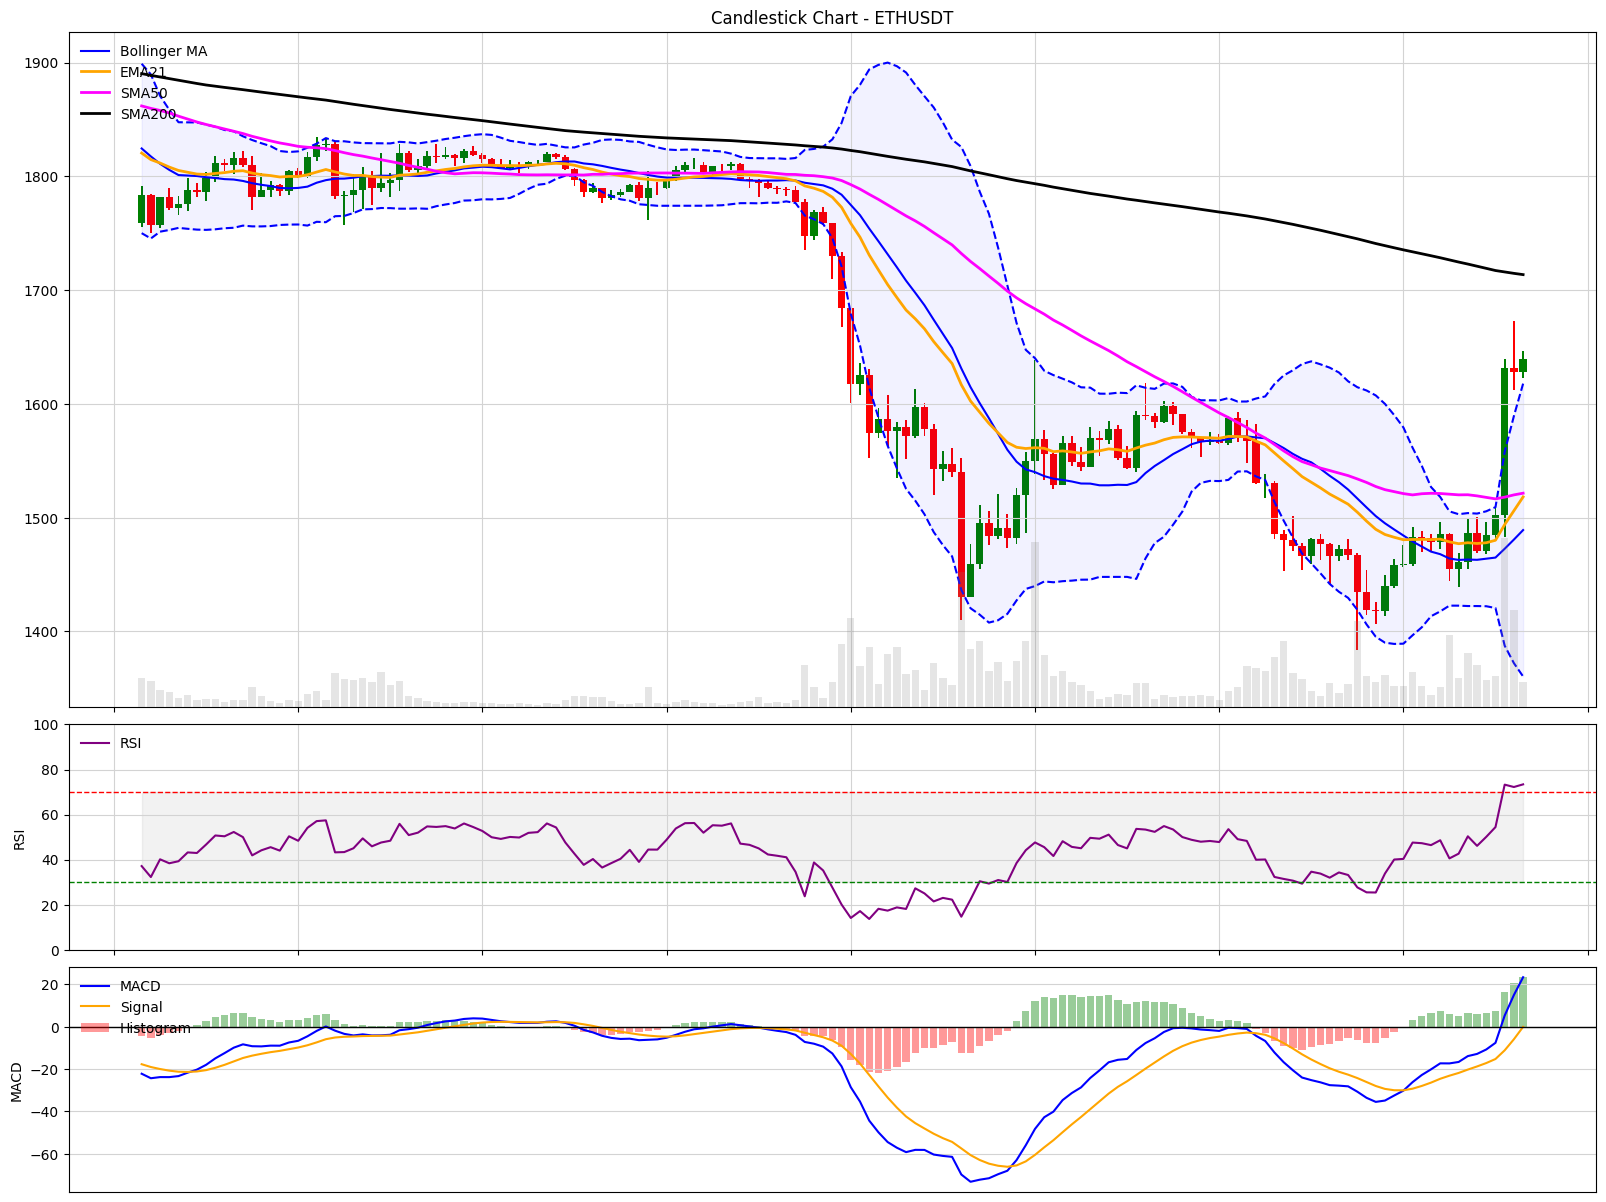 Candlestick Chart - ETHUSDT
Bollinger MA
EMA21
SMA50
SMA200
1900
1800
1700
1600
1500
1400
RSI
100
80
60
40
20
0
RSI
MACD
Signal
Histogram
20
0
−20
−40
−60
MACD